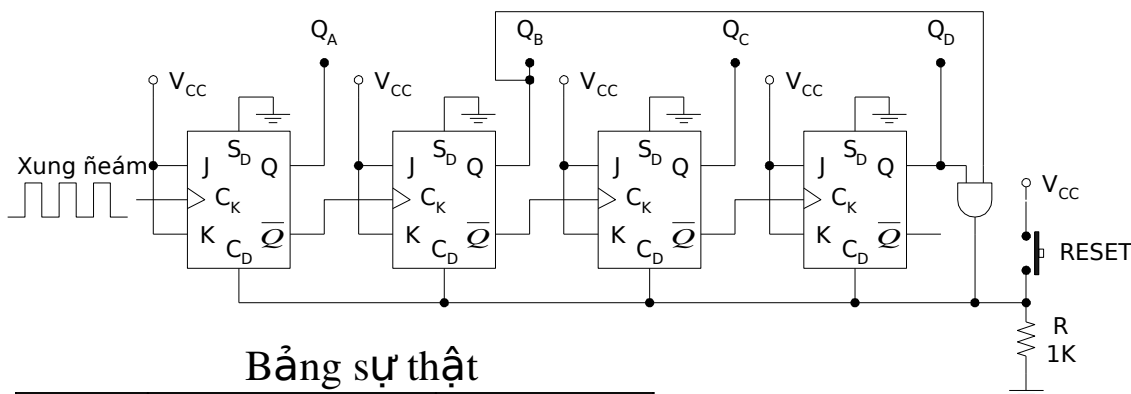 Q_A Q_B Q_C Q_D
V_CC V_CC V_CC V_CC
Xung ñeám
S_D S_D S_D S_D
J Q J Q J Q J Q
C_K C_K C_K C_K
K Q̅ K Q̅ K Q̅ K Q̅
C_D C_D C_D C_D
V_CC
RESET
R
1K
Bảng sự thật